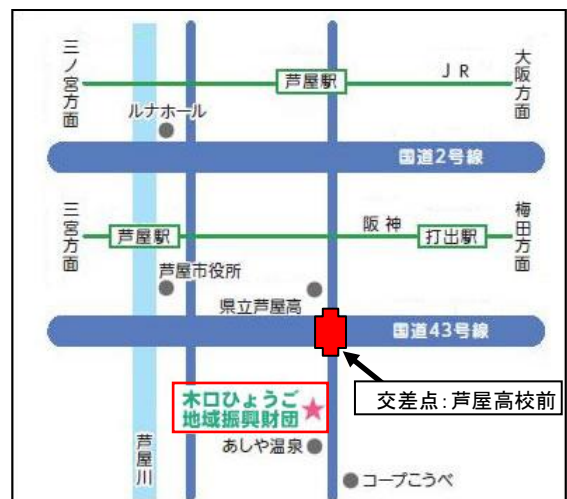 三ノ宮方面
芦屋駅
JR
大阪方面
ルナホール
国道2号線
三宮方面
芦屋駅
阪神
打出駅
梅田方面
芦屋市役所
県立芦屋高
国道43号線
交差点:芦屋高校前
木口ひょうご
地域振興財団
あしや温泉
芦屋川
コープこうべ